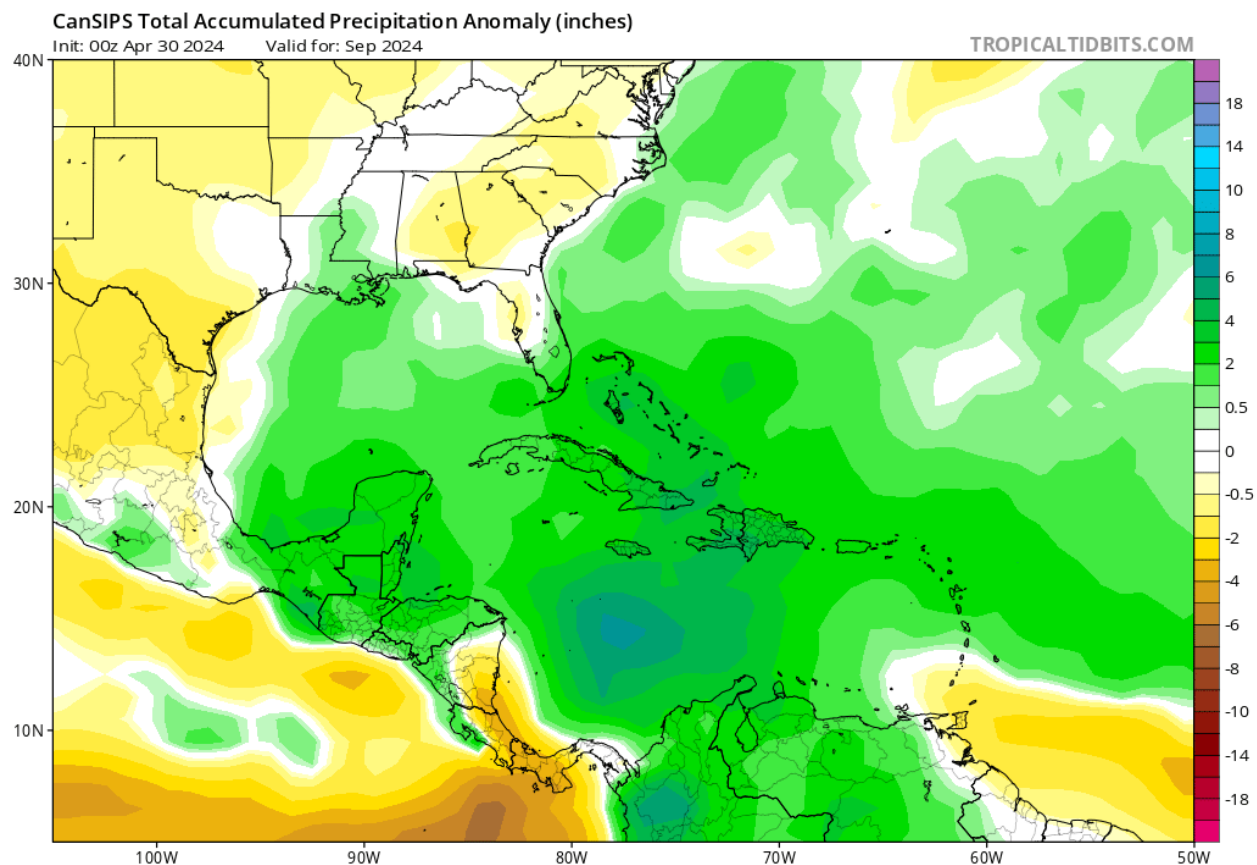 CanSIPS Total Accumulated Precipitation Anomaly (inches)
Init: 00z Apr 30 2024 Valid for: Sep 2024 TROPICALTIDBITS.COM
40N
30N
20N
10N
100W 90W 80W 70W 60W 50W
18
14
10
8
6
4
2
0.5
0
-0.5
-2
-4
-6
-8
-10
-14
-18